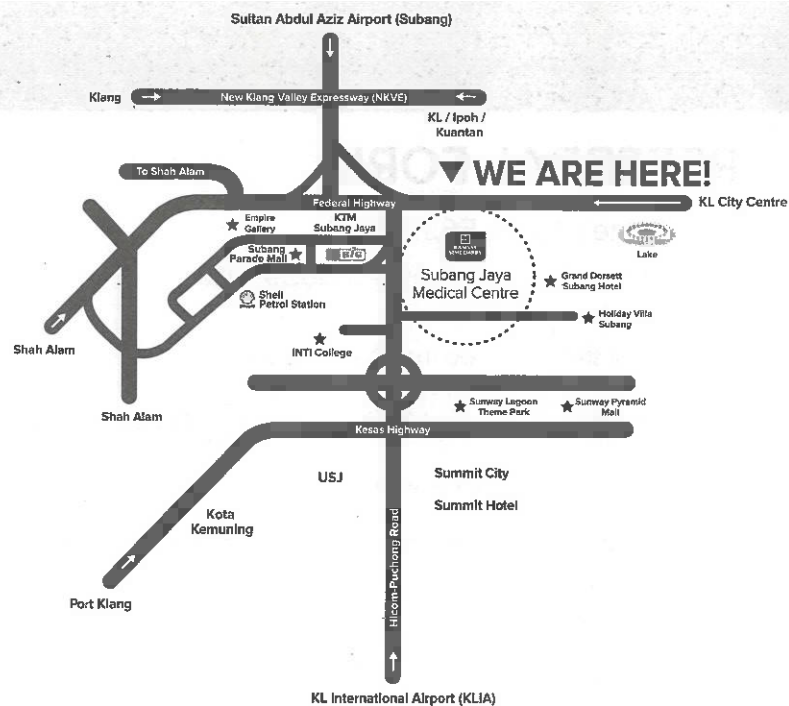 Sultan Abdul Aziz Airport (Subang)
Klang
New Klang Valley Expressway (NKVE)
KL / Ipoh /
Kuantan
WE ARE HERE!
To Shah Alam
Federal Highway
KL City Centre
Empire
Gallery
KTM
Subang Jaya
Subang
Parade Mall
Lake
Subang Jaya
Medical Centre
Grand Dorsett
Subang Hotel
Shell
Petrol Station
Holiday Villa
Subang
Shah Alam
INTI College
Shah Alam
Sunway Lagoon
Theme Park
Sunway Pyramid
Mall
Kesas Highway
USJ
Summit City
Summit Hotel
Kota
Kemuning
Hicom-Puchong Road
Port Klang
KL International Airport (KLIA)